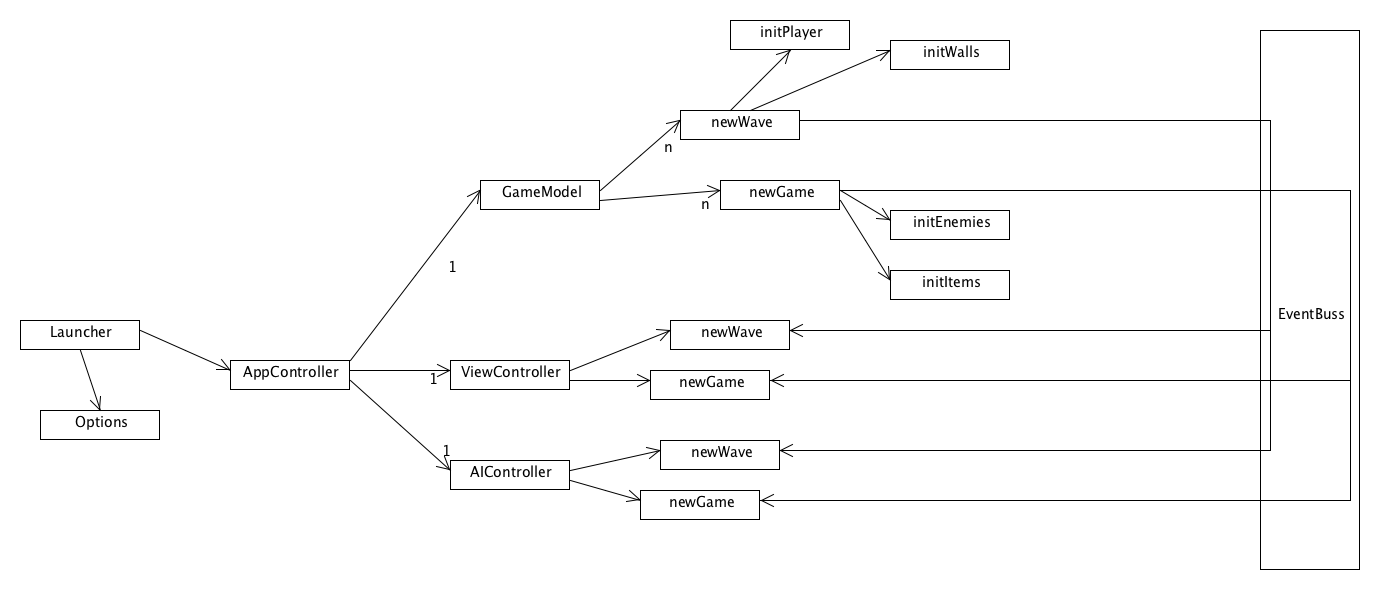 initPlayer
initWalls
newWave
n
GameModel
newGame
n
initEnemies
1
initItems
EventBuss
Launcher
newWave
AppController
ViewController
1
newGame
Options
1
newWave
AIController
newGame